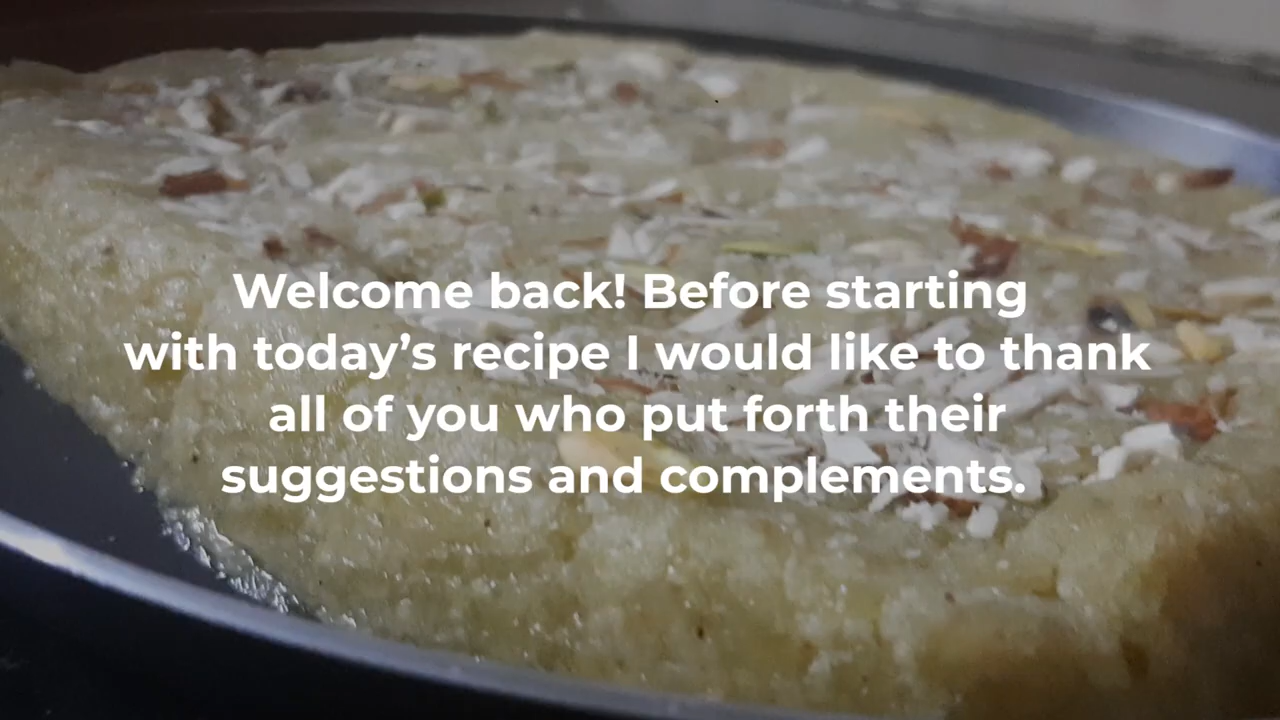 Welcome back! Before starting
with today’s recipe I would like to thank
all of you who put forth their
suggestions and complements.